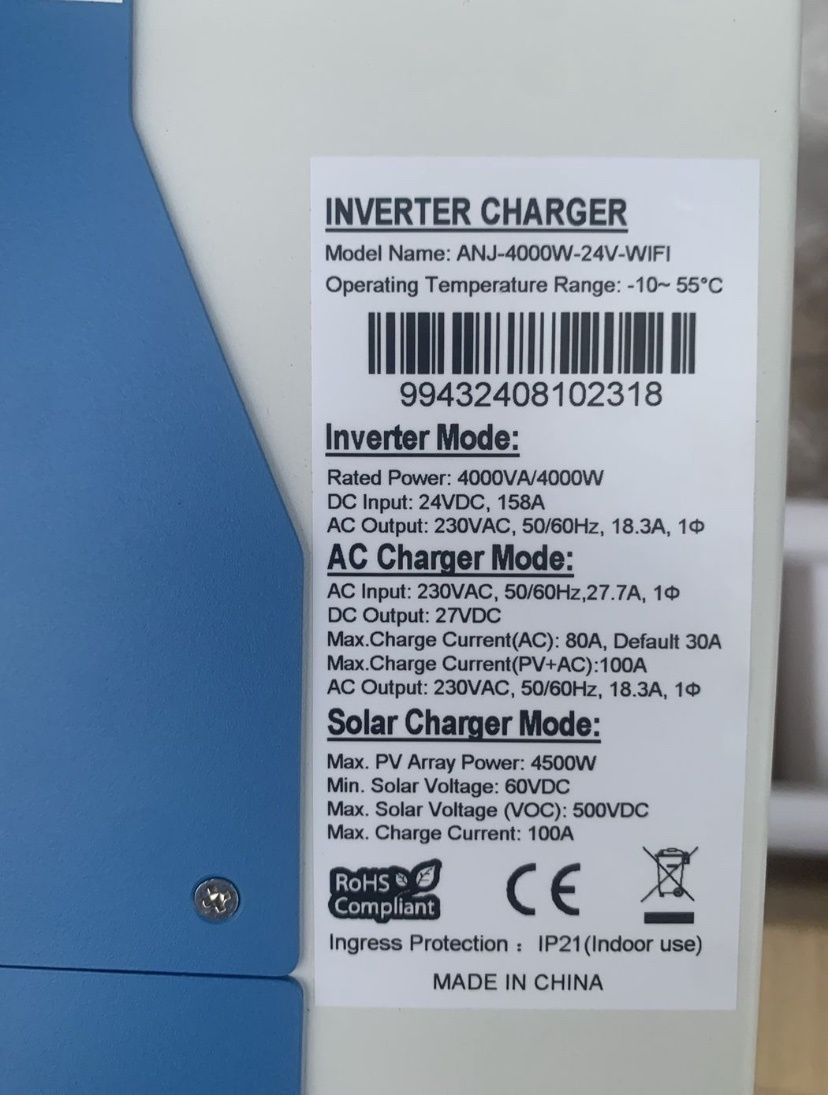 INVERTER CHARGER
Model Name: ANJ-4000W-24V-WIFI
Operating Temperature Range: -10~ 55°C
99432408102318
Inverter Mode:
Rated Power: 4000VA/4000W
DC Input: 24VDC, 158A
AC Output: 230VAC, 50/60Hz, 18.3A, 1Φ
AC Charger Mode:
AC Input: 230VAC, 50/60Hz,27.7A, 1Φ
DC Output: 27VDC
Max.Charge Current(AC): 80A, Default 30A
Max.Charge Current(PV+AC):100A
AC Output: 230VAC, 50/60Hz, 18.3A, 1Φ
Solar Charger Mode:
Max. PV Array Power: 4500W
Min. Solar Voltage: 60VDC
Max. Solar Voltage (VOC): 500VDC
Max. Charge Current: 100A
RoHS
Compliant
CE
Ingress Protection : IP21(Indoor use)
MADE IN CHINA